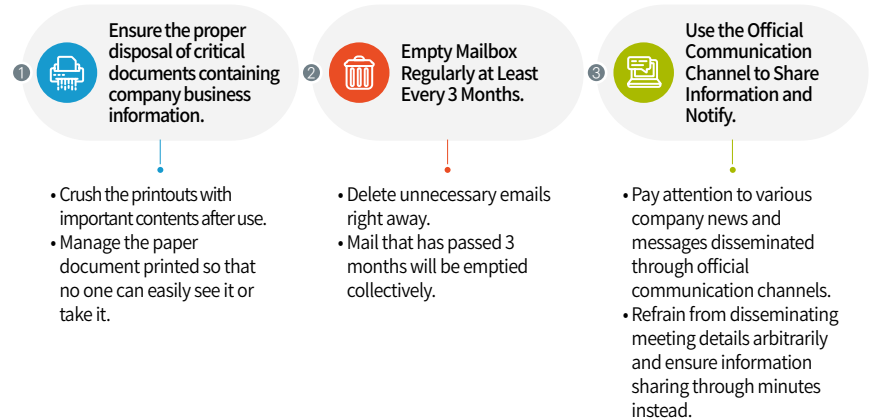 1
Ensure the proper
disposal of critical
documents containing
company business
information.
• Crush the printouts with
important contents after use.
• Manage the paper
document printed so that
no one can easily see it or
take it.
2
Empty Mailbox
Regularly at Least
Every 3 Months.
• Delete unnecessary emails
right away.
• Mail that has passed 3
months will be emptied
collectively.
3
Use the Official
Communication
Channel to Share
Information and
Notify.
• Pay attention to various
company news and
messages disseminated
through official
communication channels.
• Refrain from disseminating
meeting details arbitrarily
and ensure information
sharing through minutes
instead.